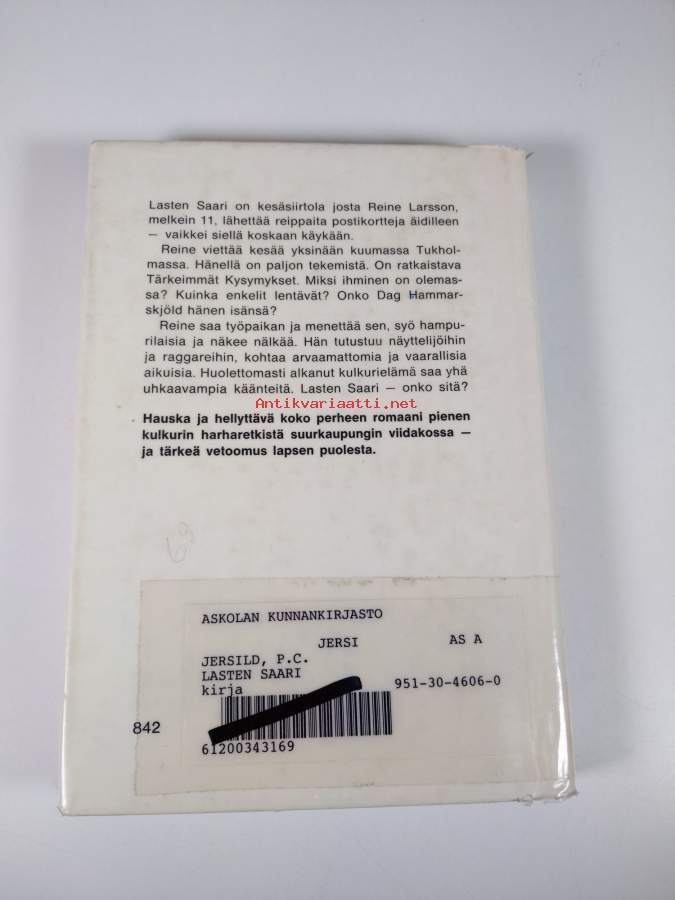 Lasten Saari on kesäsiirtola josta Reine Larsson,
melkein 11, lähettää reippaita postikortteja äidilleen
— vaikkei siellä koskaan käykään.
Reine viettää kesää yksinään kuumassa Tukhol-
massa. Hänellä on paljon tekemistä. On ratkaistava
Tärkeimmät Kysymykset. Miksi ihminen on olemas-
sa? Kuinka enkelit lentävät? Onko Dag Hammar-
skjöld hänen isänsä?
Reine saa työpaikan ja menettää sen, syö hampu-
rilaisia ja näkee nälkää. Hän tutustuu näyttelijöihin
ja raggareihin, kohtaa arvaamattomia ja vaarallisia
aikuisia. Huolettomasti alkanut kulkurielämä saa yhä
uhkaavampia käänteitä. Lasten Saari — onko sitä?
Antikvariaatti.net
Hauska ja hellyttävä koko perheen romaani pienen
kulkurin harharetkistä suurkaupungin viidakossa —
ja tärkeä vetoomus lapsen puolesta.
ASKOLAN KUNNANKIRJASTO
JERSI AS A
JERSILD, P.C.
LASTEN SAARI
kirja 951-30-4606-0
842
61200343169